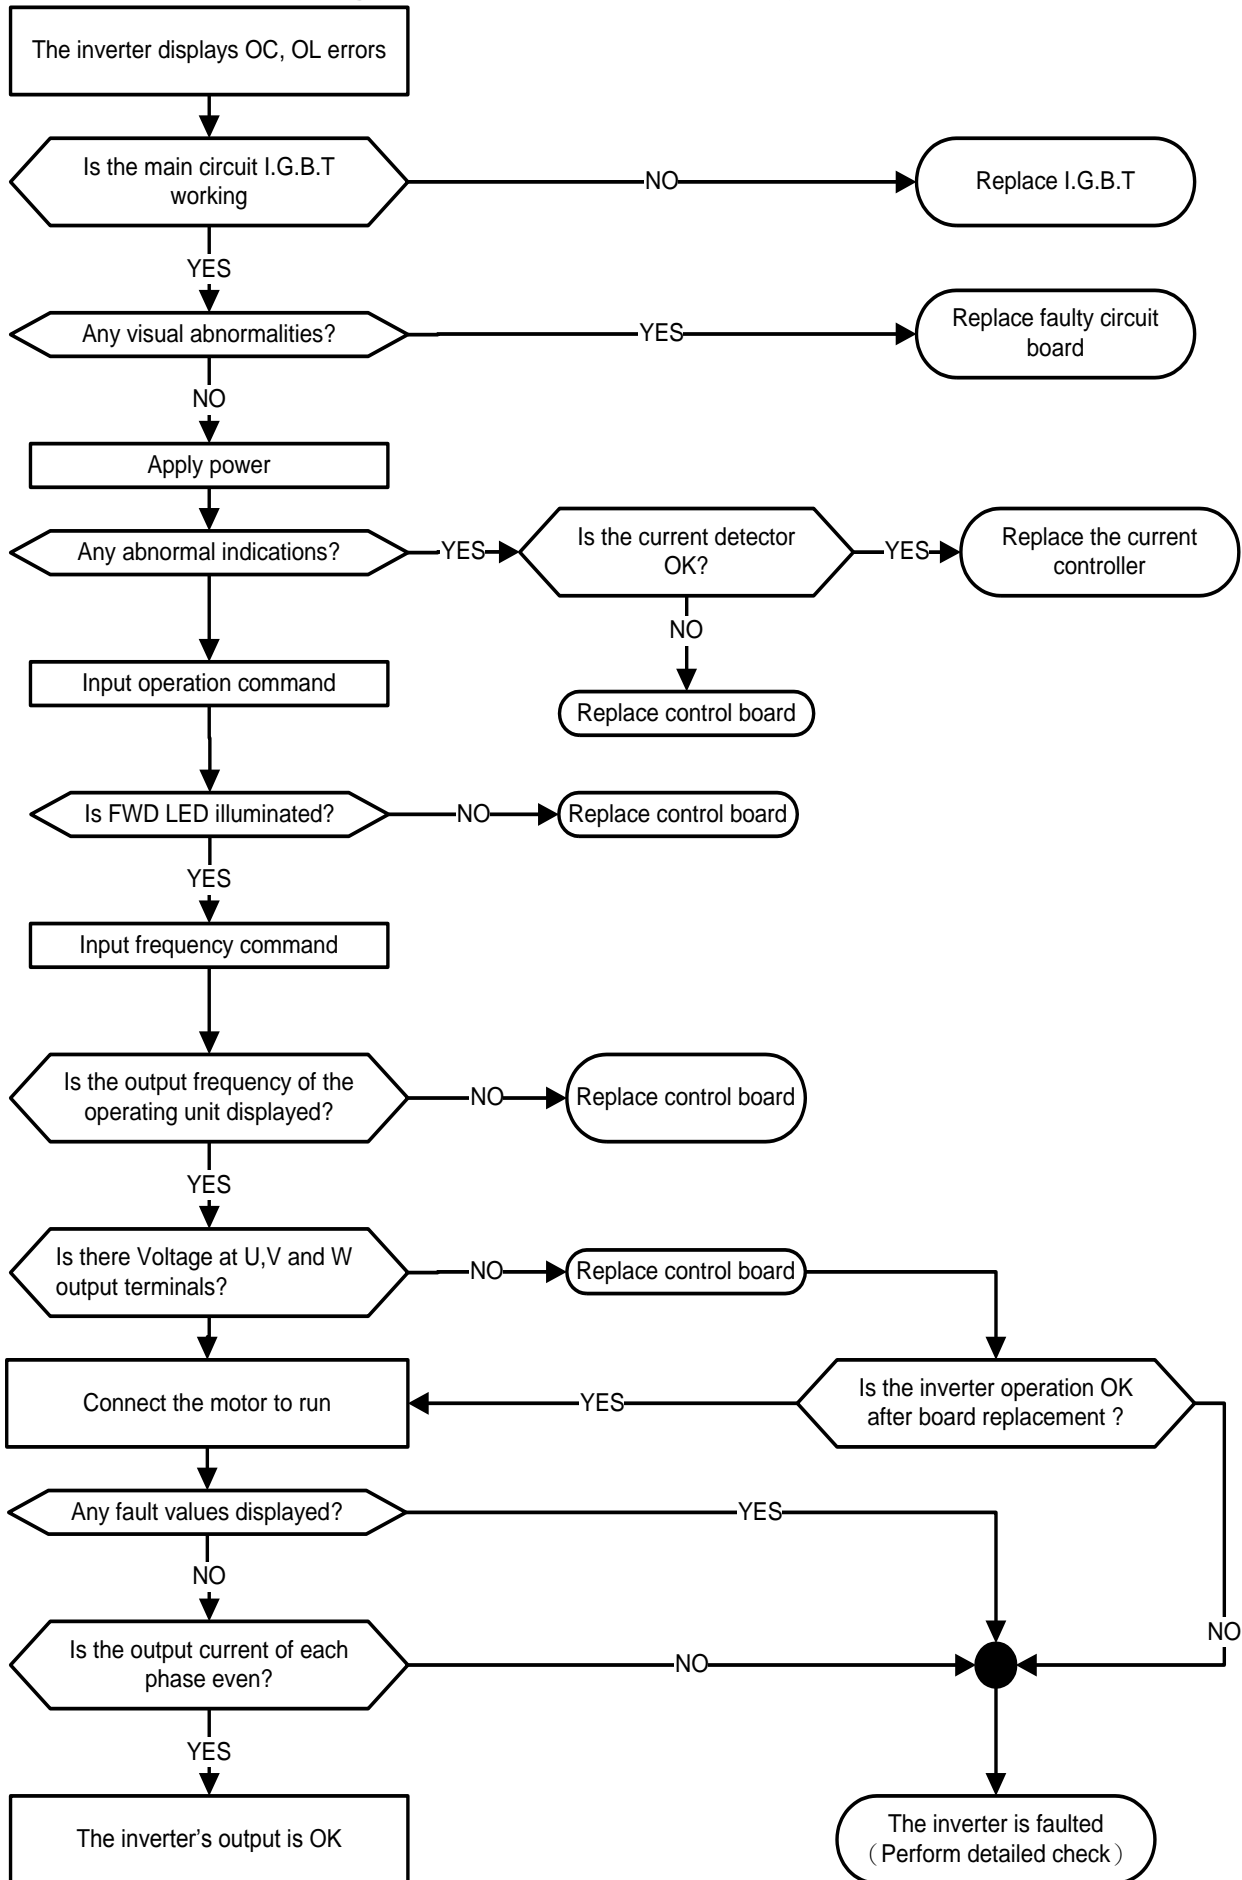 The inverter displays OC, OL errors
Is the main circuit I.G.B.T
working
NO
Replace I.G.B.T
YES
Any visual abnormalities?
YES
Replace faulty circuit
board
NO
Apply power
Any abnormal indications?
YES
Is the current detector
OK?
YES
Replace the current
controller
NO
Replace control board
Input operation command
Is FWD LED illuminated?
NO
Replace control board
YES
Input frequency command
Is the output frequency of the
operating unit displayed?
NO
Replace control board
YES
Is there Voltage at U,V and W
output terminals?
NO
Replace control board
Connect the motor to run
YES
Is the inverter operation OK
after board replacement ?
Any fault values displayed?
YES
NO
NO
Is the output current of each
phase even?
NO
YES
The inverter’s output is OK
The inverter is faulted
（Perform detailed check）